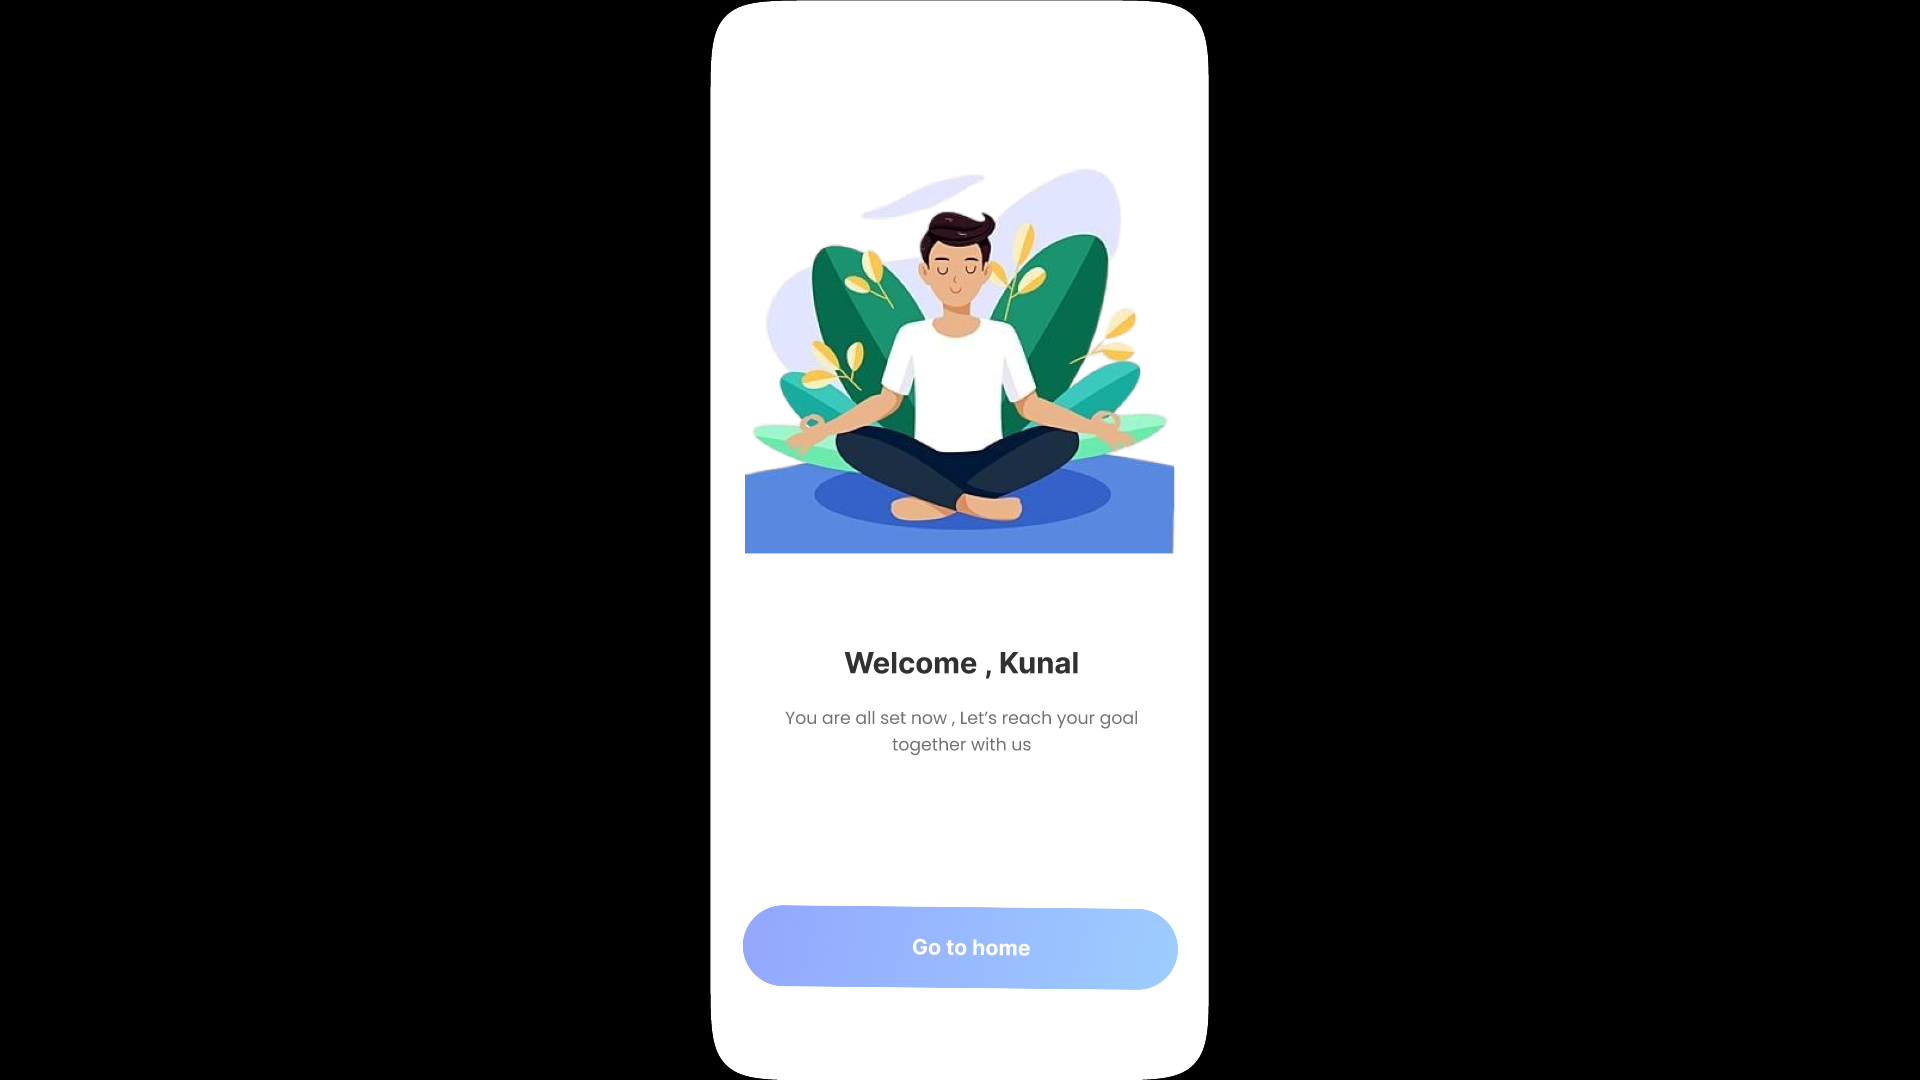 Welcome , Kunal
You are all set now , Let’s reach your goal
together with us
Go to home